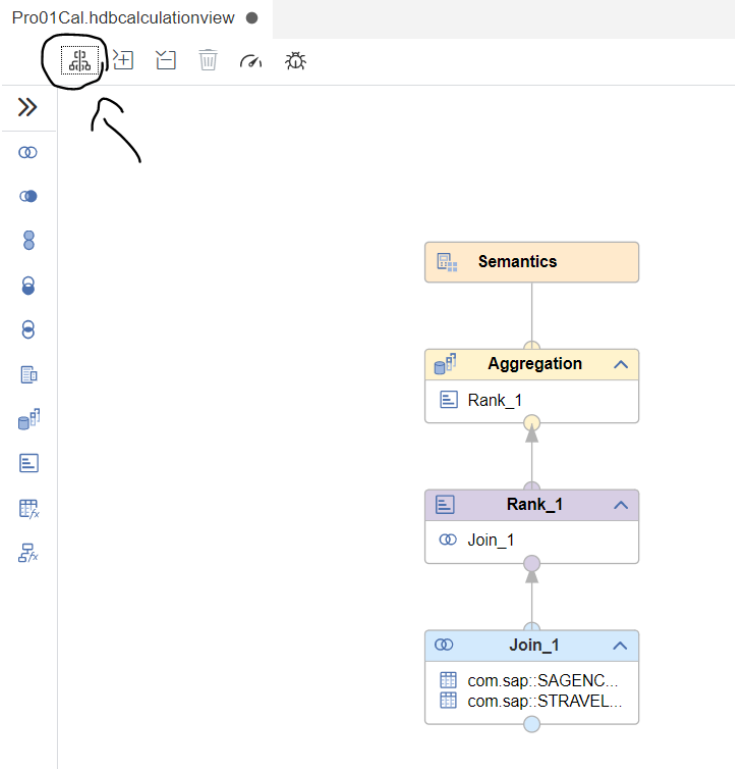 Pro01Cal.hdbcalculationview
Semantics
Aggregation
Rank_1
Rank_1
Join_1
Join_1
com.sap::SAGENC...
com.sap::STRAVEL...